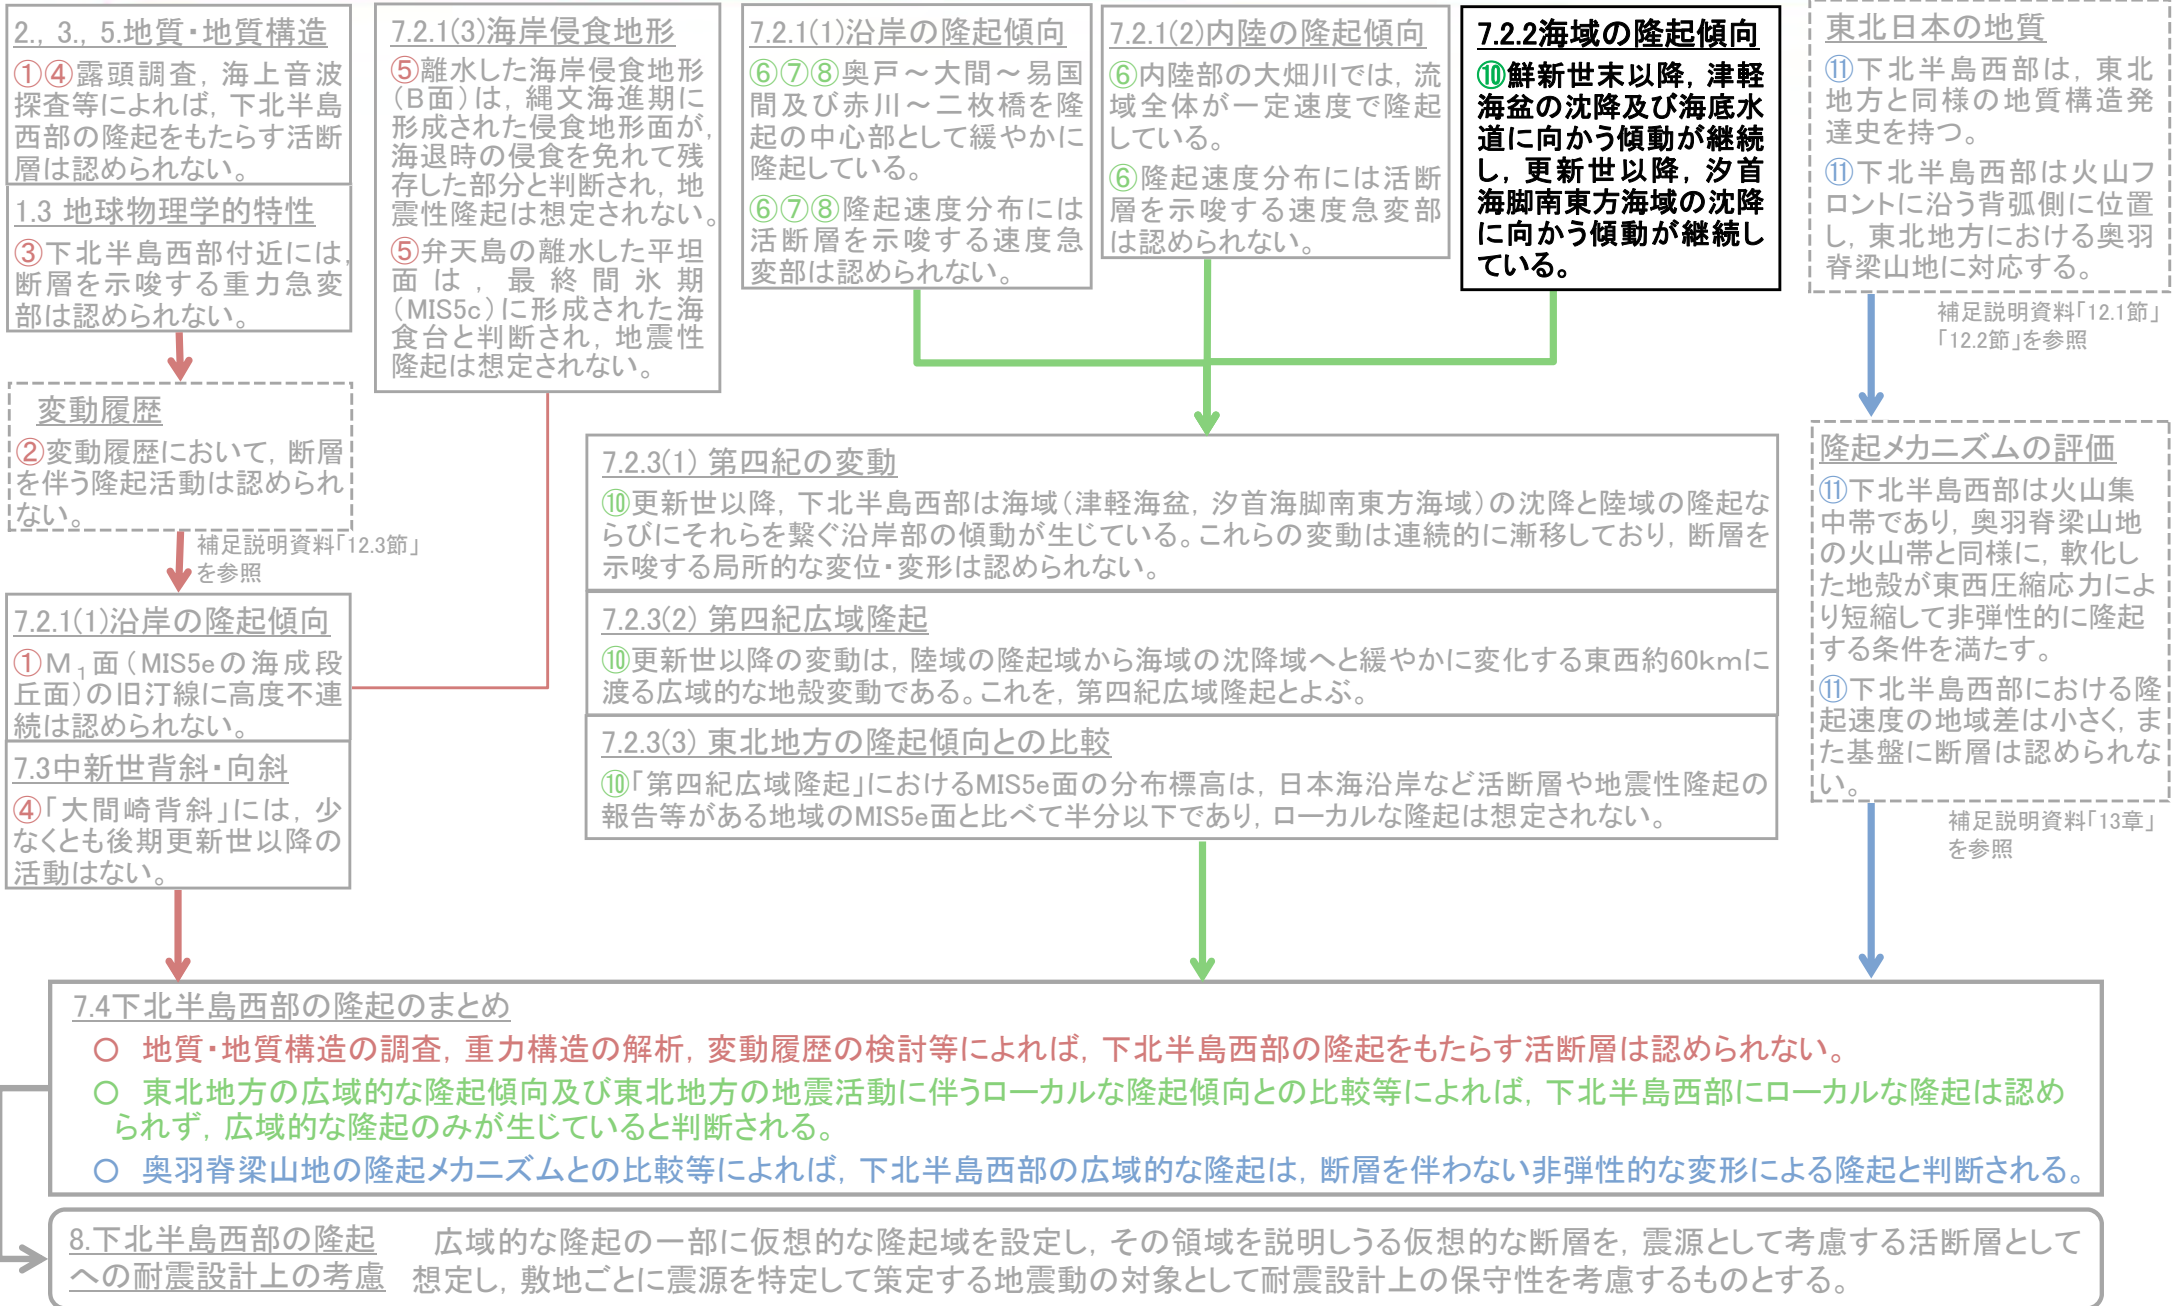 2., 3., 5.地質・地質構造
①④露頭調査, 海上音波
探査等によれば, 下北半島
西部の隆起をもたらす活断
層は認められない。
1.3 地球物理学的特性
③下北半島西部付近には,
断層を示唆する重力急変
部は認められない。
変動履歴
②変動履歴において, 断層
を伴う隆起活動は認められ
ない。
補足説明資料「12.3節」
を参照
7.2.1(1)沿岸の隆起傾向
①M₁面(MIS5eの海成段
丘面)の旧汀線に高度不連
続は認められない。
7.3中新世背斜・向斜
④「大間崎背斜」には, 少
なくとも後期更新世以降の
活動はない。
7.2.1(3)海岸侵食地形
⑤離水した海岸侵食地形
(B面)は, 縄文海進期に
形成された侵食地形面が,
海退時の侵食を免れて残
存した部分と判断され, 地
震性隆起は想定されない。
⑤弁天島の離水した平坦
面は, 最終間氷期
(MIS5c)に形成された海
食台と判断され, 地震性
隆起は想定されない。
7.2.1(1)沿岸の隆起傾向
⑥⑦⑧奥戸~大間~易国
間及び赤川~二枚橋を隆
起の中心部として緩やかに
隆起している。
⑥⑦⑧隆起速度分布には
活断層を示唆する速度急
変部は認められない。
7.2.1(2)内陸の隆起傾向
⑥内陸部の大畑川では, 流
域全体が一定速度で隆起
している。
⑥隆起速度分布には活断
層を示唆する速度急変部
は認められない。
7.2.2海域の隆起傾向
⑩鮮新世末以降, 津軽
海盆の沈降及び海底水
道に向かう傾動が継続
し, 更新世以降, 汐首
海脚南東方海域の沈降
に向かう傾動が継続し
ている。
東北日本の地質
⑪下北半島西部は, 東北
地方と同様の地質構造発
達史を持つ。
⑪下北半島西部は火山フ
ロントに沿う背弧側に位置
し, 東北地方における奥羽
脊梁山地に対応する。
補足説明資料「12.1節」
「12.2節」を参照
7.2.3(1) 第四紀の変動
⑩更新世以降, 下北半島西部は海域(津軽海盆, 汐首海脚南東方海域)の沈降と陸域の隆起な
らびにそれらを繋ぐ沿岸部の傾動が生じている。これらの変動は連続的に漸移しており, 断層を
示唆する局所的な変位・変形は認められない。
7.2.3(2) 第四紀広域隆起
⑩更新世以降の変動は, 陸域の隆起域から海域の沈降域へと緩やかに変化する東西約60kmに
渡る広域的な地殻変動である。これを, 第四紀広域隆起とよぶ。
7.2.3(3) 東北地方の隆起傾向との比較
⑩「第四紀広域隆起」におけるMIS5e面の分布標高は, 日本海沿岸など活断層や地震性隆起の
報告等がある地域のMIS5e面と比べて半分以下であり, ローカルな隆起は想定されない。
隆起メカニズムの評価
⑪下北半島西部は火山集
中帯であり, 奥羽脊梁山地
の火山帯と同様に, 軟化し
た地殻が東西圧縮応力によ
り短縮して非弾性的に隆起
する条件を満たす。
⑪下北半島西部における隆
起速度の地域差は小さく, ま
た基盤に断層は認められな
い。
補足説明資料「13章」
を参照
7.4下北半島西部の隆起のまとめ
○ 地質・地質構造の調査, 重力構造の解析, 変動履歴の検討等によれば, 下北半島西部の隆起をもたらす活断層は認められない。
○ 東北地方の広域的な隆起傾向及び東北地方の地震活動に伴うローカルな隆起傾向との比較等によれば, 下北半島西部にローカルな隆起は認め
られず, 広域的な隆起のみが生じていると判断される。
○ 奥羽脊梁山地の隆起メカニズムとの比較等によれば, 下北半島西部の広域的な隆起は, 断層を伴わない非弾性的な変形による隆起と判断される。
8.下北半島西部の隆起
への耐震設計上の考慮
広域的な隆起の一部に仮想的な隆起域を設定し, その領域を説明しうる仮想的な断層を, 震源として考慮する活断層として
想定し, 敷地ごとに震源を特定して策定する地震動の対象として耐震設計上の保守性を考慮するものとする。